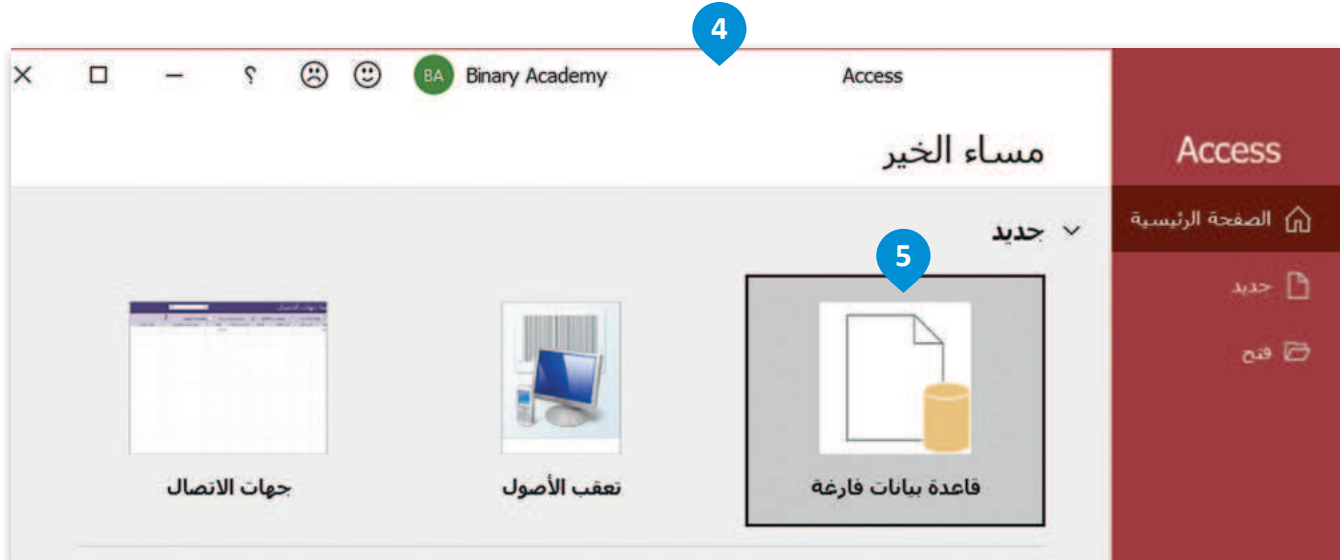 4
Access
Binary Academy
BA
؟
Access
مساء الخير
الصفحة الرئيسية
جديد
فتح
جديد
5
قاعدة بيانات فارغة
تعقب الأصول
جهات الاتصال